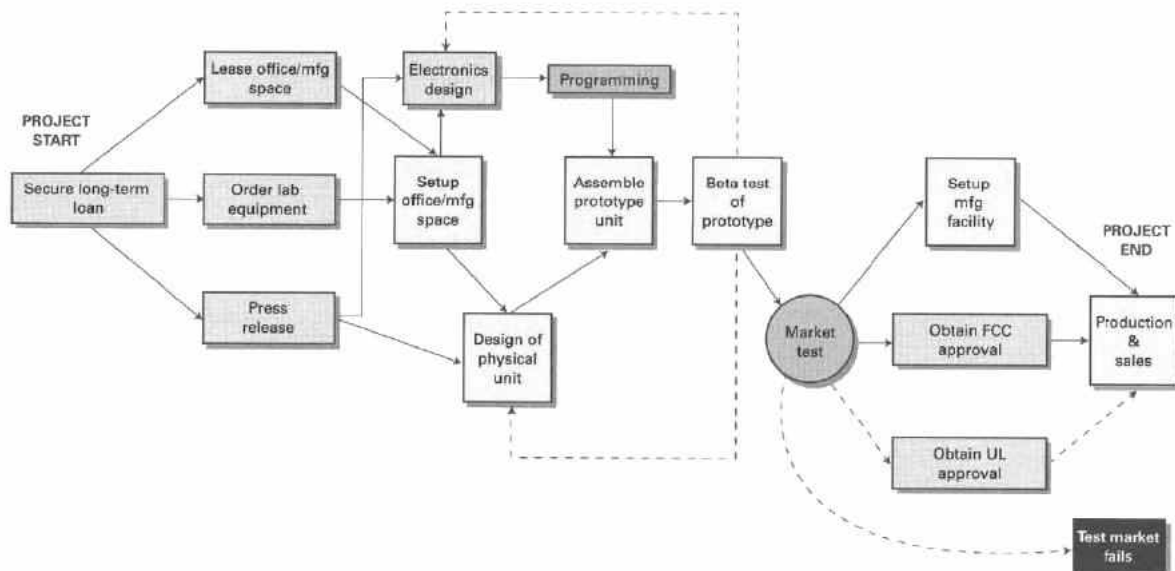 PROJECT
START
Secure long-term
loan
Lease office/mfg
space
Order lab
equipment
Press
release
Electronics
design
Setup
office/mfg
space
Design of
physical
unit
Programming
Assemble
prototype
unit
Beta test
of
prototype
Market
test
Setup
mfg
facility
Obtain FCC
approval
Obtain UL
approval
PROJECT
END
Production
&
sales
Test market
fails